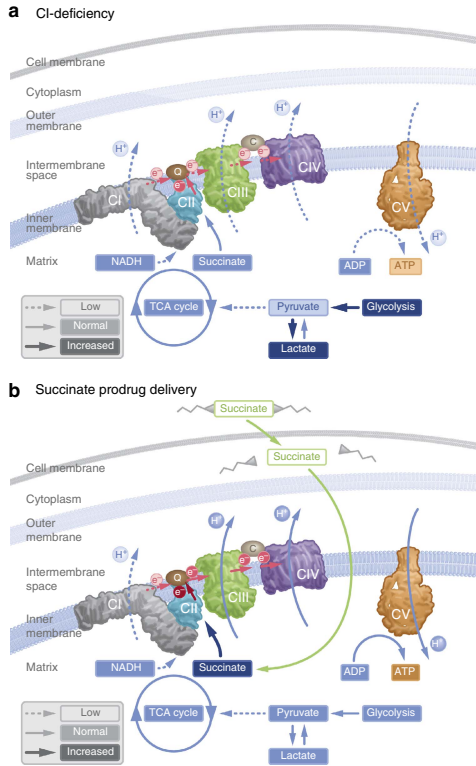 a CI-deficiency
Cell membrane
Cytoplasm
Outer
membrane
H+ H+ H+
C
Intermembrane
space
e- e- e- e-
Q
e-
CI CII CIII CIV CV
Inner
membrane
H+
Matrix NADH Succinate ADP ATP
Low
Normal
Increased
TCA cycle Pyruvate Glycolysis
Lactate
b Succinate prodrug delivery
Succinate
Succinate
Cell membrane
Cytoplasm
Outer
membrane
H+ H+ H+
C
Intermembrane
space
e- e- e- e-
Q
e-
CI CII CIII CIV CV
Inner
membrane
H+
Matrix NADH Succinate ADP ATP
Low
Normal
Increased
TCA cycle Pyruvate Glycolysis
Lactate